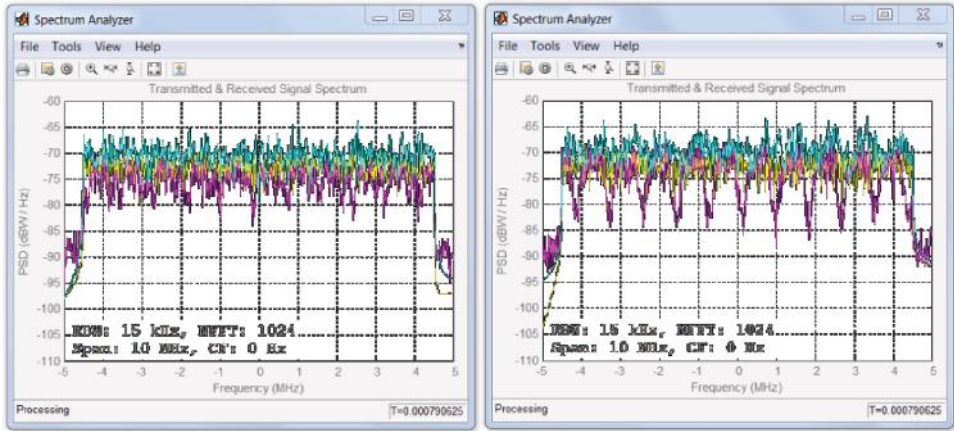 Spectrum Analyzer
File Tools View Help
Transmitted & Received Signal Spectrum
-60
-65
-70
-75
-80
-85
-90
-95
-100
-105
-110
PSD (dBW / Hz)
RBW: 15 kHz, NFFT: 1024
Span: 10 MHz, CF: 0 Hz
-5 -4 -3 -2 -1 0 1 2 3 4 5
Frequency (MHz)
Processing T=0.000790625
Spectrum Analyzer
File Tools View Help
Transmitted & Received Signal Spectrum
-60
-65
-70
-75
-80
-85
-90
-95
-100
-105
-110
PSD (dBW / Hz)
RBW: 15 kHz, NFFT: 1024
Span: 10 MHz, CF: 0 Hz
-5 -4 -3 -2 -1 0 1 2 3 4 5
Frequency (MHz)
Processing T=0.000790625